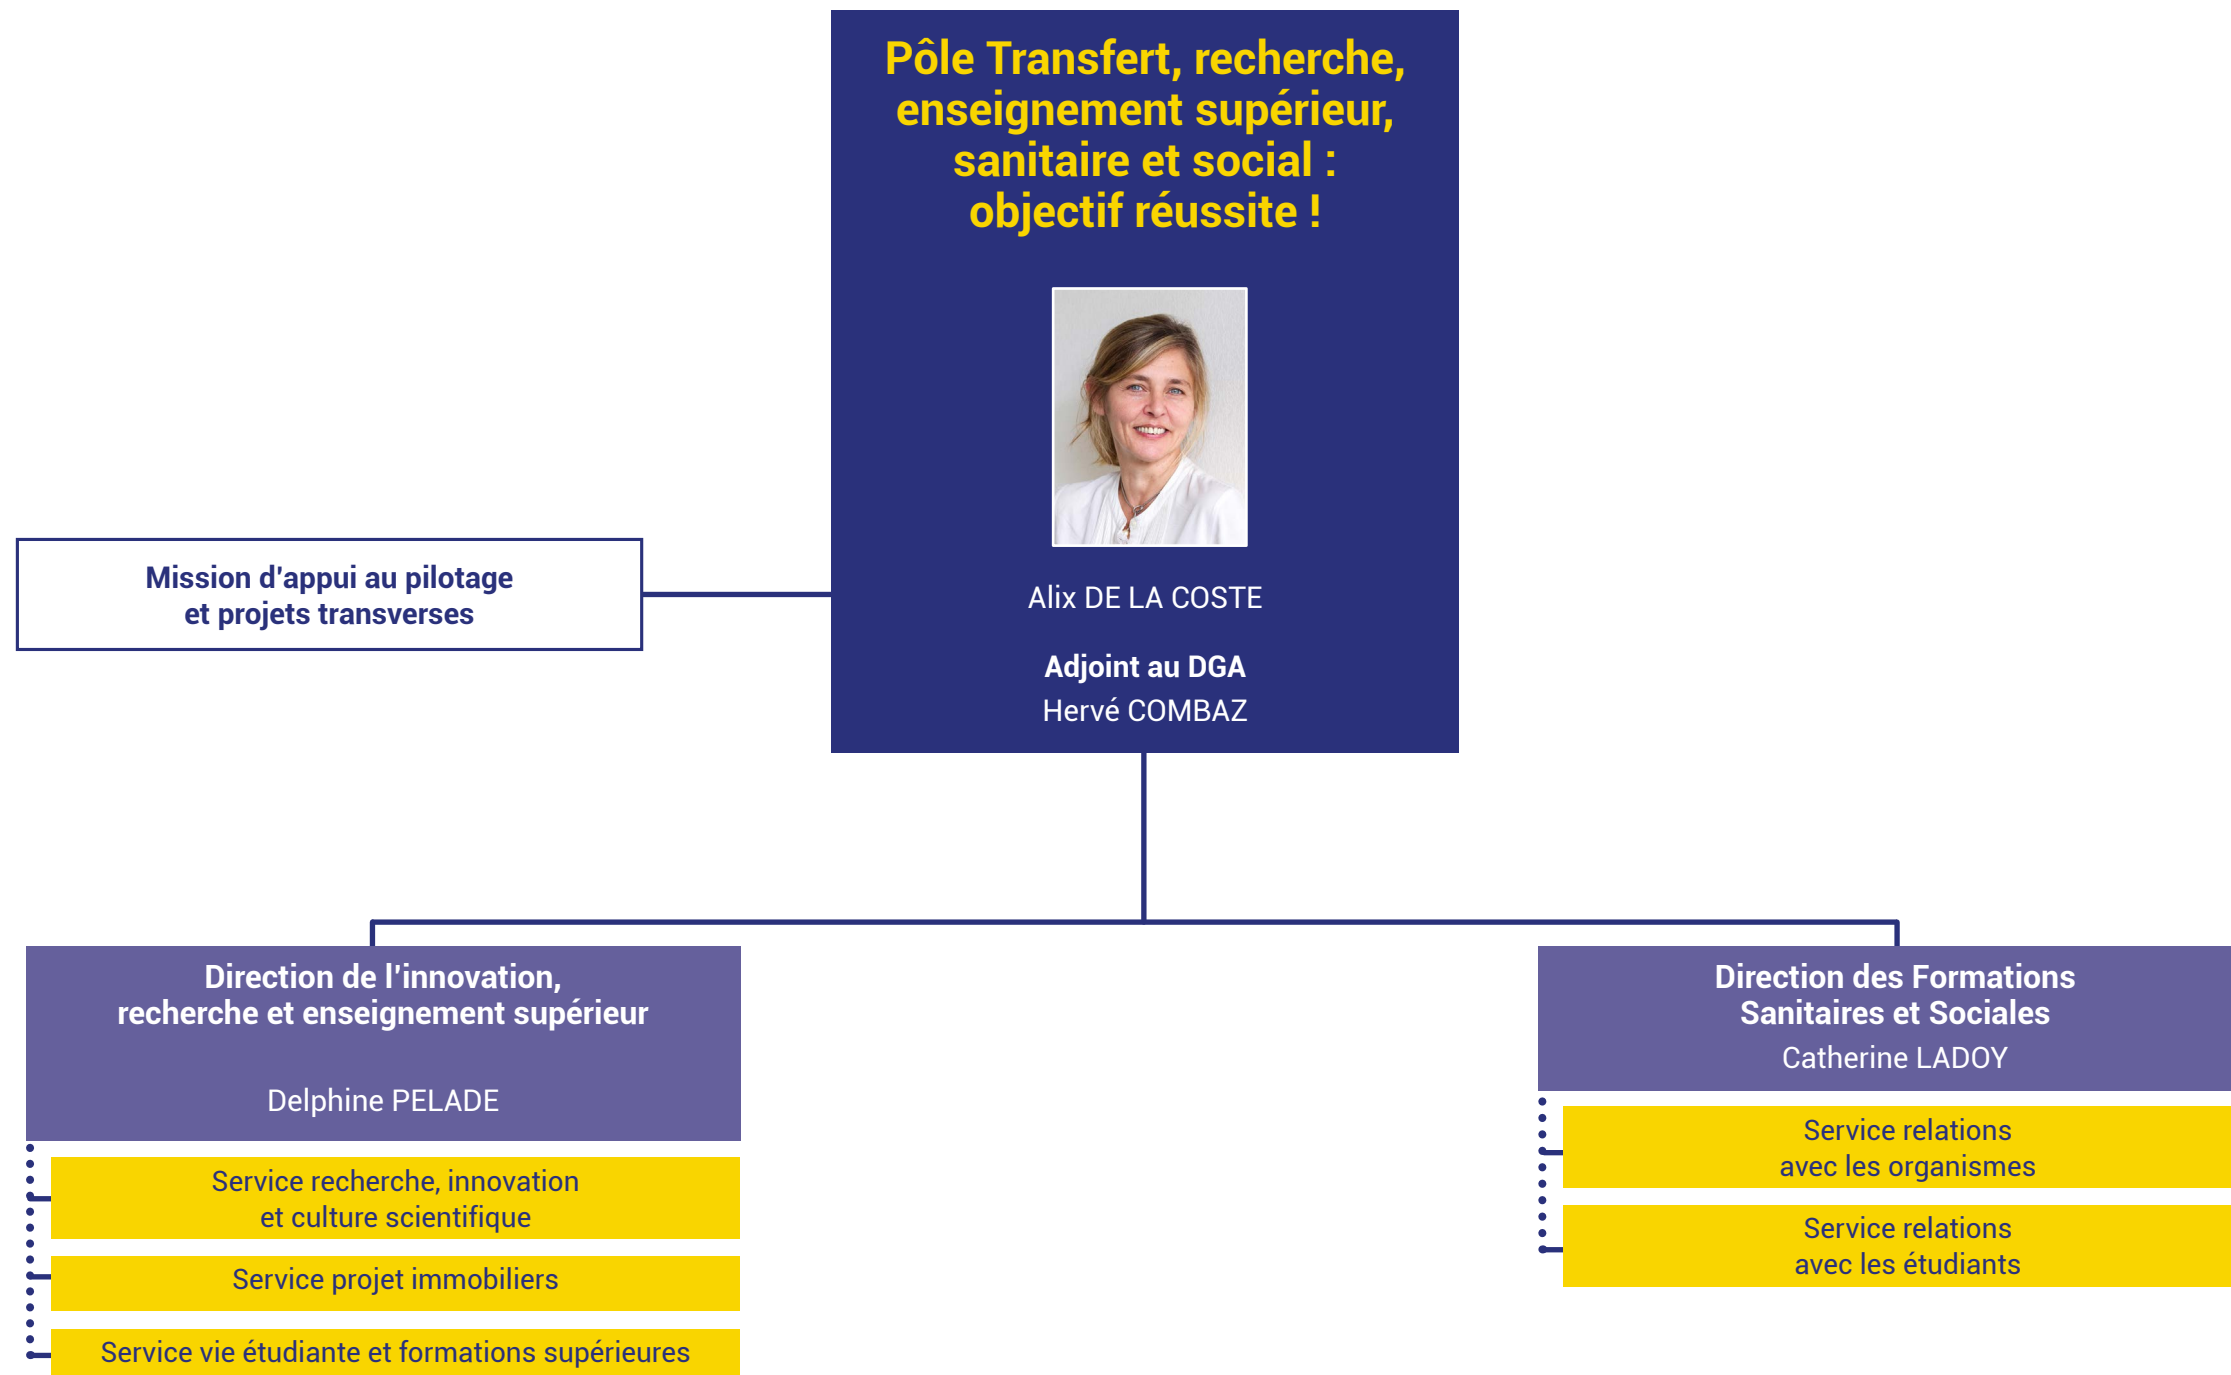 Pôle Transfert, recherche,
enseignement supérieur,
sanitaire et social :
objectif réussite !
Alix DE LA COSTE
Adjoint au DGA
Hervé COMBAZ
Mission d'appui au pilotage
et projets transverses
Direction de l'innovation,
recherche et enseignement supérieur
Delphine PELADE
Service recherche, innovation
et culture scientifique
Service projet immobiliers
Service vie étudiante et formations supérieures
Direction des Formations
Sanitaires et Sociales
Catherine LADOY
Service relations
avec les organismes
Service relations
avec les étudiants